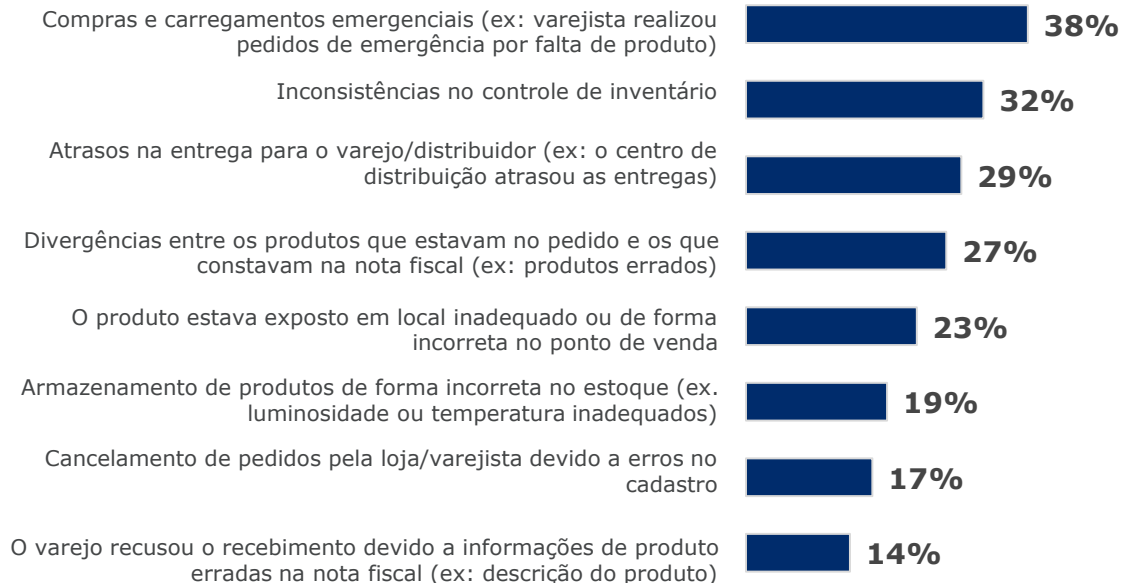 Compras e carregamentos emergenciais (ex: varejista realizou
pedidos de emergência por falta de produto)
38%
Inconsistências no controle de inventário
32%
Atrasos na entrega para o varejo/distribuidor (ex: o centro de
distribuição atrasou as entregas)
29%
Divergências entre os produtos que estavam no pedido e os que
constavam na nota fiscal (ex: produtos errados)
27%
O produto estava exposto em local inadequado ou de forma
incorreta no ponto de venda
23%
Armazenamento de produtos de forma incorreta no estoque (ex.
luminosidade ou temperatura inadequados)
19%
Cancelamento de pedidos pela loja/varejista devido a erros no
cadastro
17%
O varejo recusou o recebimento devido a informações de produto
erradas na nota fiscal (ex: descrição do produto)
14%